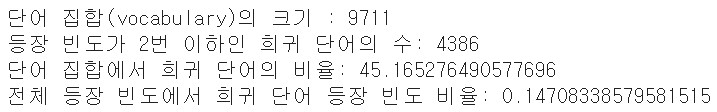 단어 집합(vocabulary)의 크기 : 9711
등장 빈도가 2번 이하인 희귀 단어의 수: 4386
단어 집합에서 희귀 단어의 비율: 45.165276490577696
전체 등장 빈도에서 희귀 단어 등장 빈도 비율: 0.14708338579581515